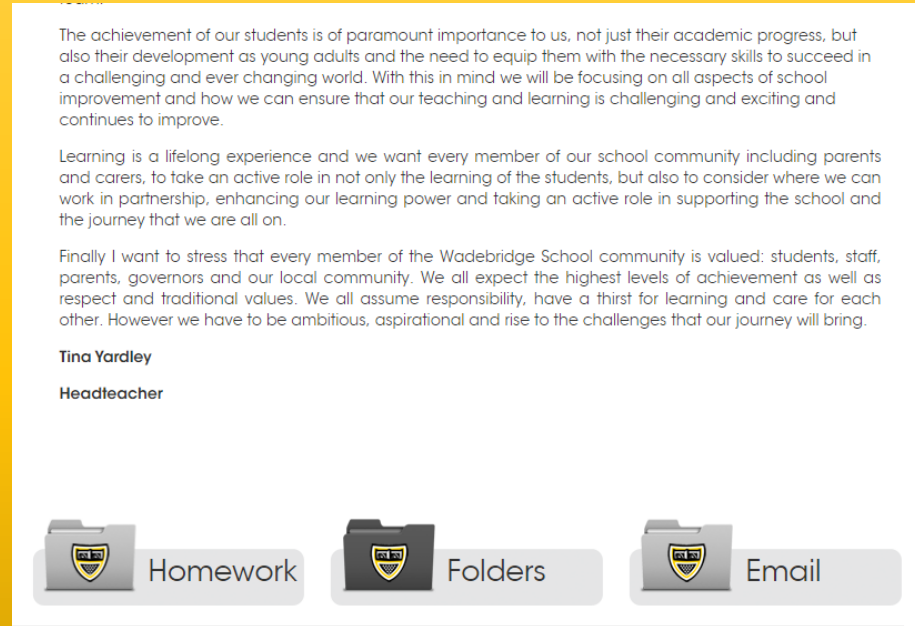 The achievement of our students is of paramount importance to us, not just their academic progress, but
also their development as young adults and the need to equip them with the necessary skills to succeed in
a challenging and ever changing world. With this in mind we will be focusing on all aspects of school
improvement and how we can ensure that our teaching and learning is challenging and exciting and
continues to improve.
Learning is a lifelong experience and we want every member of our school community including parents
and carers, to take an active role in not only the learning of the students, but also to consider where we can
work in partnership, enhancing our learning power and taking an active role in supporting the school and
the journey that we are all on.
Finally I want to stress that every member of the Wadebridge School community is valued: students, staff,
parents, governors and our local community. We all expect the highest levels of achievement as well as
respect and traditional values. We all assume responsibility, have a thirst for learning and care for each
other. However we have to be ambitious, aspirational and rise to the challenges that our journey will bring.
Tina Yardley
Headteacher
Homework
Folders
Email